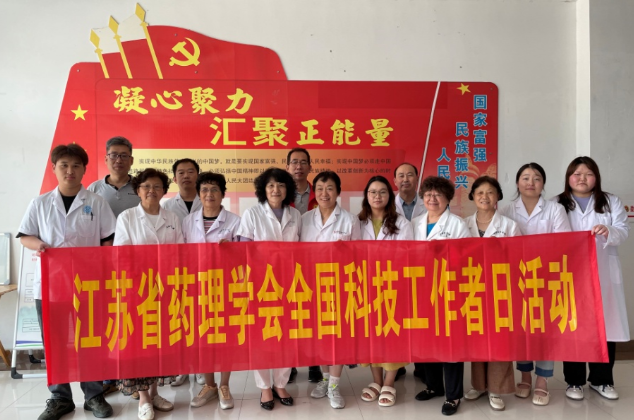 凝心聚力
汇聚正能量
国家富强
民族振兴
人民
江苏省药理学会全国科技工作者日活动